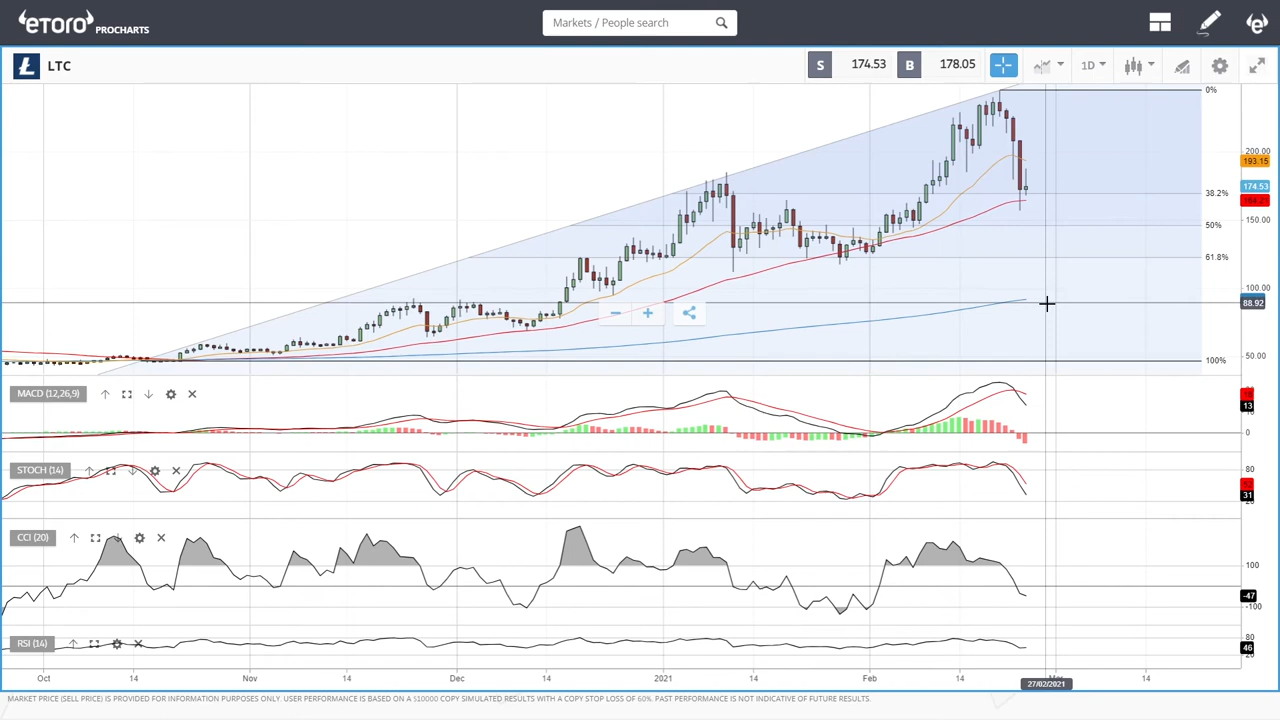 eTORO PROCHARTS
Markets / People search
LTC
S 174.53 B 178.05
1D
0%
200.00
193.15
174.53
38.2%
150.00
50%
61.8%
100.00
88.92
50.00
100%
MACD (12,26,9)
13
0
STOCH (14)
80
31
CCI (20)
100
-47
-100
RSI (14)
80
46
Oct 14 Nov 14 Dec 14 2021 14 Feb 14 14
27/02/2021
MARKET PRICE (SELL PRICE) IS PROVIDED FOR INFORMATION PURPOSES ONLY. USER PERFORMANCE IS BASED ON A $10000 COPY SIMULATED RESULTS WITH A COPY STOP LOSS OF 60%. PAST PERFORMANCE IS NOT INDICATIVE OF FUTURE RESULTS.